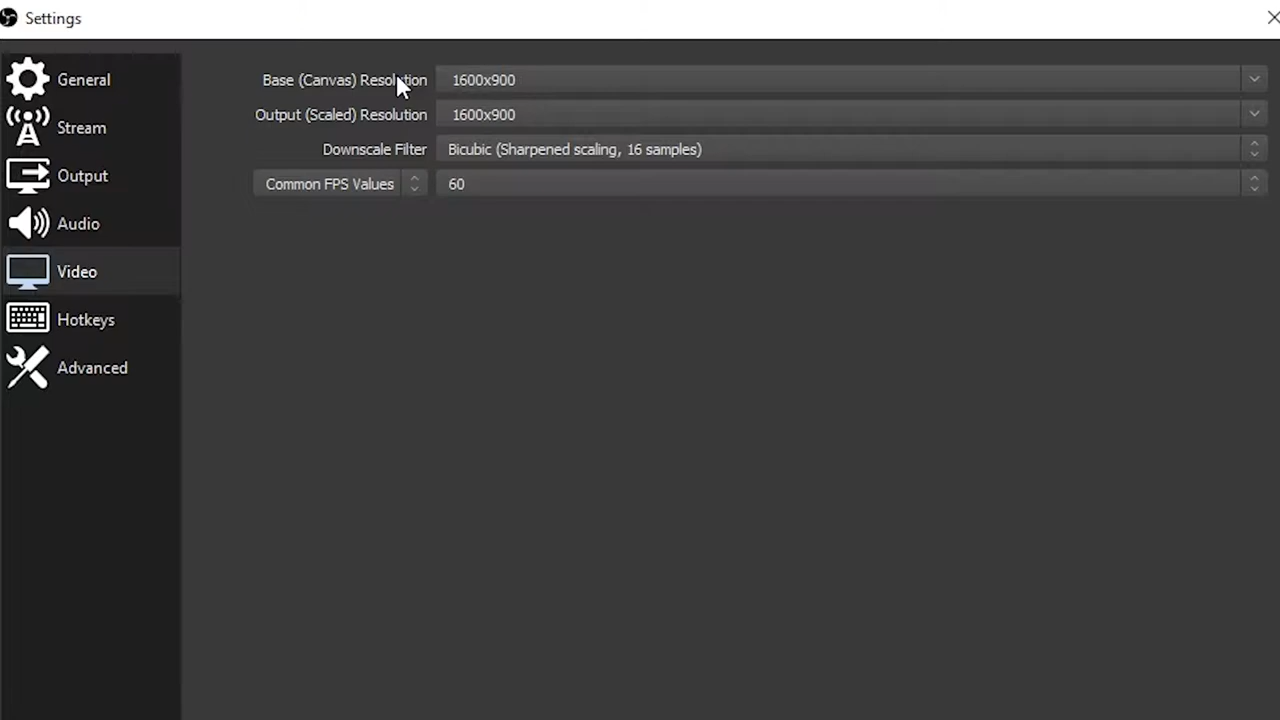 Settings
General
Stream
Output
Audio
Video
Hotkeys
Advanced
Base (Canvas) Resolution 1600x900
Output (Scaled) Resolution 1600x900
Downscale Filter Bicubic (Sharpened scaling, 16 samples)
Common FPS Values 60